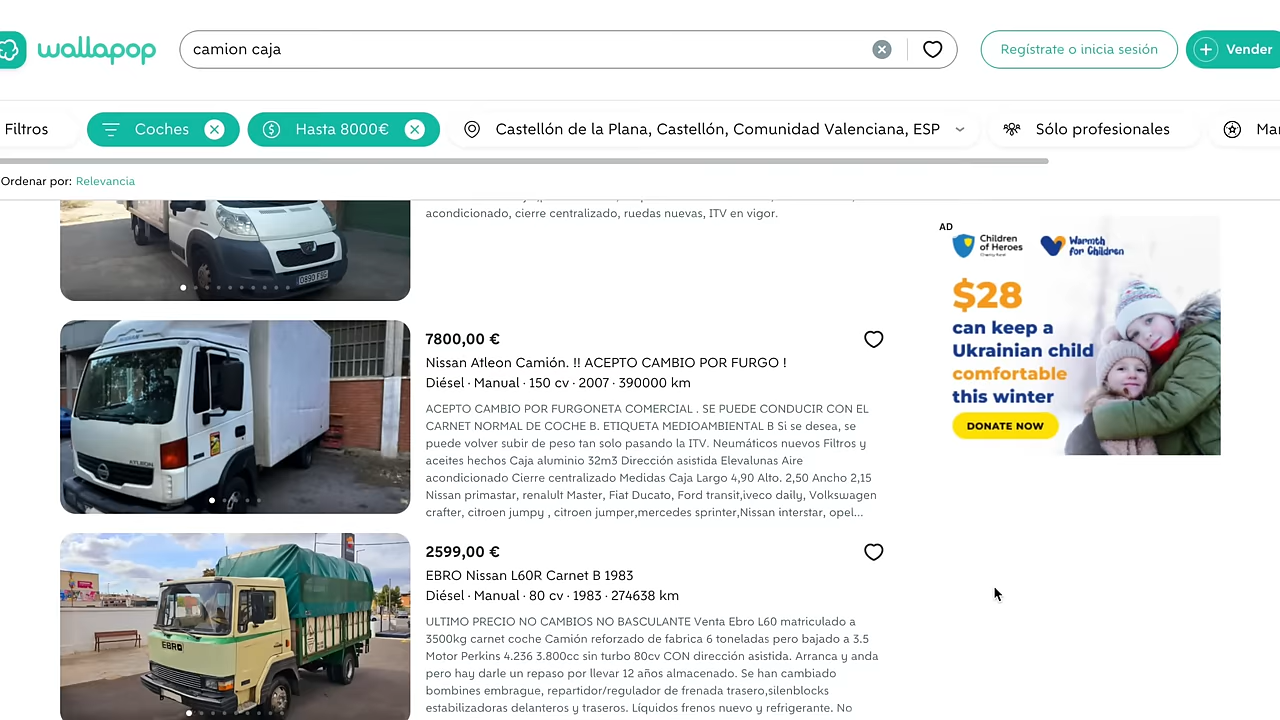 wallapop
camion caja
Regístrate o inicia sesión
Vender
Filtros
Coches
Hasta 8000€
Castellón de la Plana, Castellón, Comunidad Valenciana, ESP
Sólo profesionales
Ordenar por: Relevancia
acondicionado, cierre centralizado, ruedas nuevas, ITV en vigor.
AD
Children of Heroes
Charity fund
Warmth for Children
$28
can keep a
Ukrainian child
comfortable
this winter
DONATE NOW
7800,00 €
Nissan Atleon Camión. !! ACEPTO CAMBIO POR FURGO !
Diésel · Manual · 150 cv · 2007 · 390000 km
ACEPTO CAMBIO POR FURGONETA COMERCIAL . SE PUEDE CONDUCIR CON EL
CARNET NORMAL DE COCHE B. ETIQUETA MEDIOAMBIENTAL B Si se desea, se
puede volver subir de peso tan solo pasando la ITV. Neumáticos nuevos Filtros y
aceites hechos Caja aluminio 32m3 Dirección asistida Elevalunas Aire
acondicionado Cierre centralizado Medidas Caja Largo 4,90 Alto. 2,50 Ancho 2,15
Nissan primastar, renalult Master, Fiat Ducato, Ford transit,iveco daily, Volkswagen
crafter, citroen jumpy , citroen jumper,mercedes sprinter,Nissan interstar, opel...
ATLEON
2599,00 €
EBRO Nissan L60R Carnet B 1983
Diésel · Manual · 80 cv · 1983 · 274638 km
ULTIMO PRECIO NO CAMBIOS NO BASCULANTE Venta Ebro L60 matriculado a
3500kg carnet coche Camión reforzado de fabrica 6 toneladas pero bajado a 3.5
Motor Perkins 4.236 3.800cc sin turbo 80cv CON dirección asistida. Arranca y anda
pero hay darle un repaso por llevar 12 años almacenado. Se han cambiado
bombines embrague, repartidor/regulador de frenada trasero,silenblocks
estabilizadoras delanteros y traseros. Líquidos frenos nuevo y refrigerante. No
EBRO